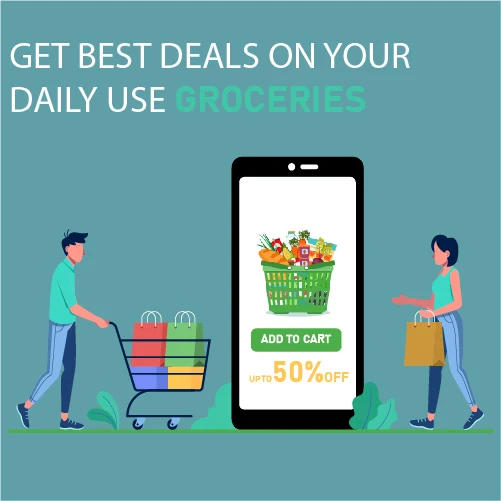 GET BEST DEALS ON YOUR
DAILY USE GROCERIES
ADD TO CART
UPTO 50% OFF